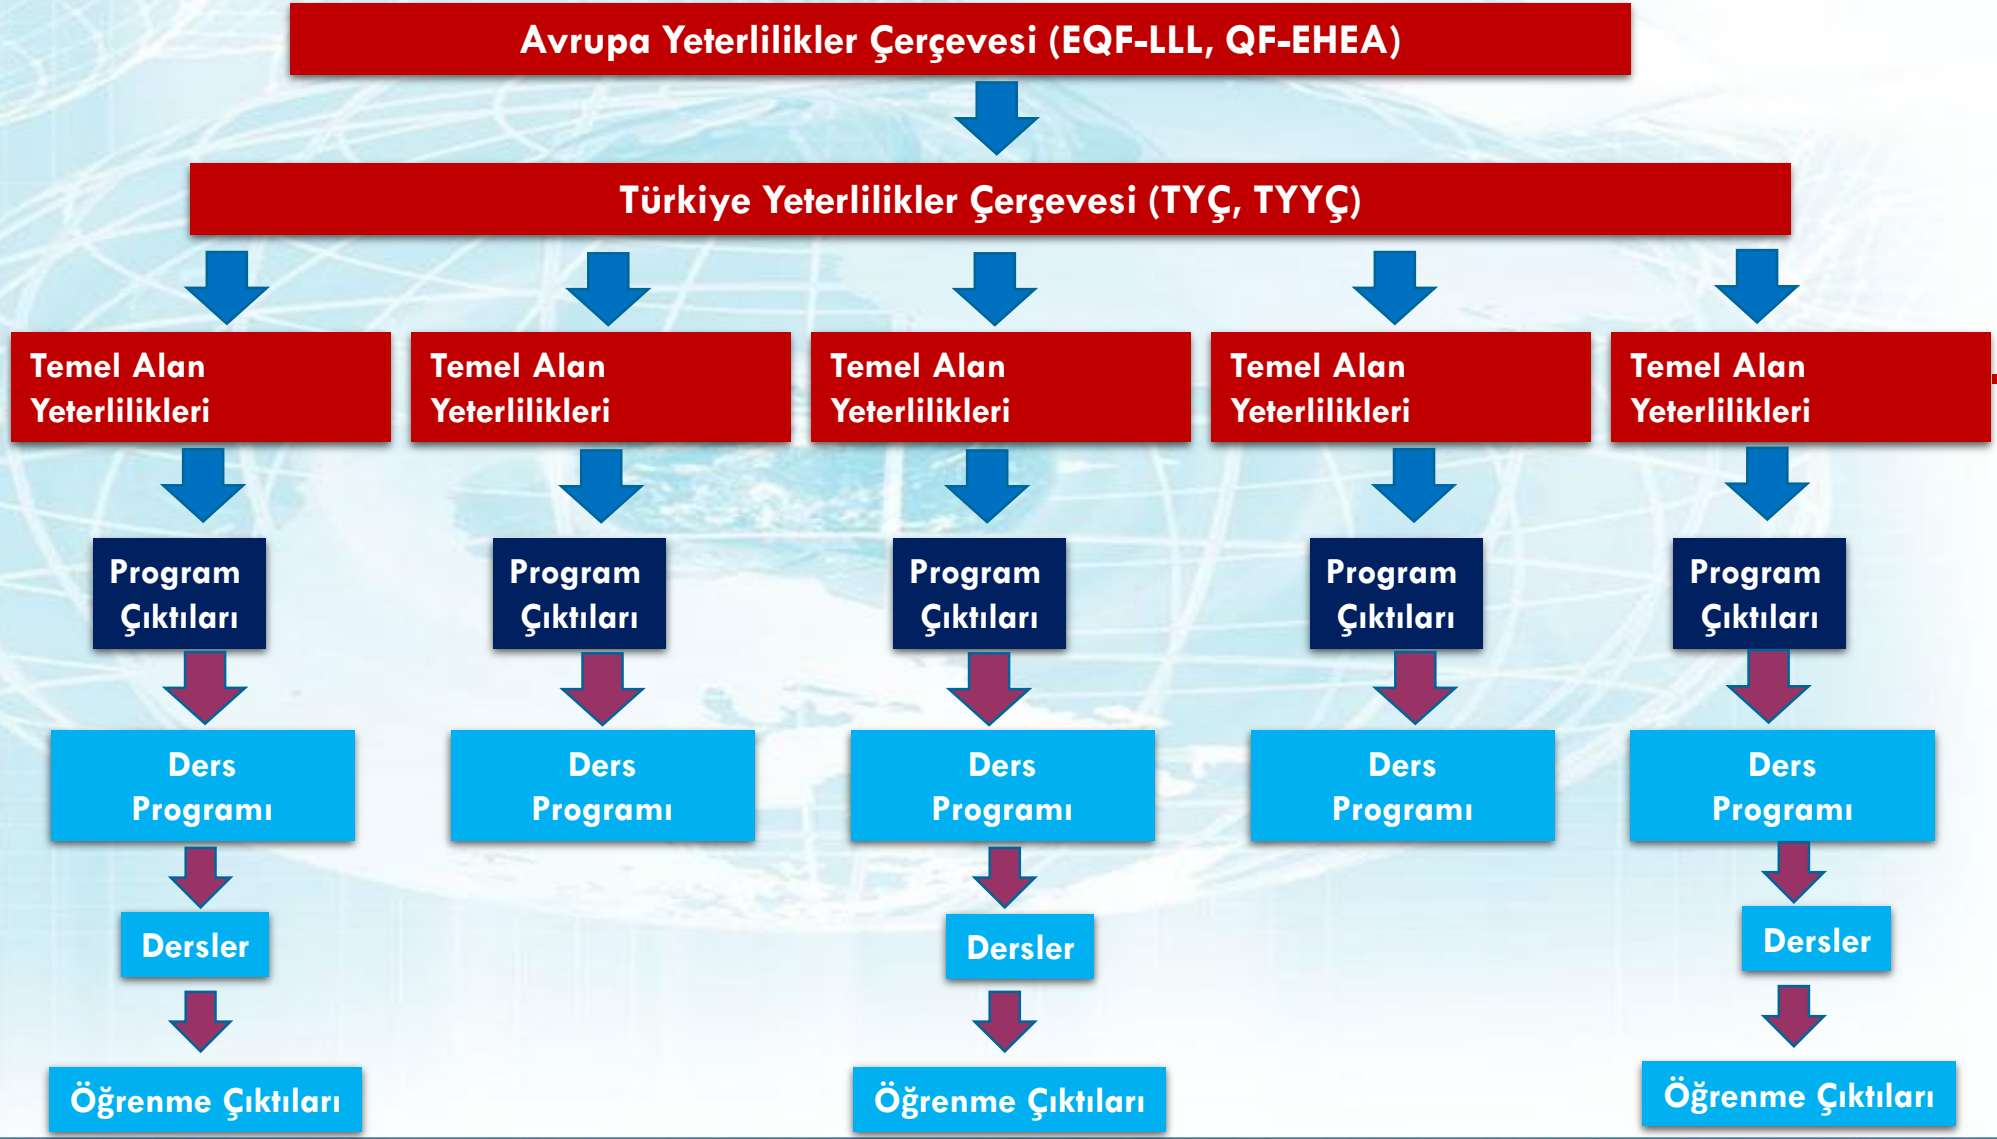 Avrupa Yeterlilikler Çerçevesi (EQF-LLL, QF-EHEA)
Türkiye Yeterlilikler Çerçevesi (TYÇ, TYYÇ)
Temel Alan
Yeterlilikleri
Temel Alan
Yeterlilikleri
Temel Alan
Yeterlilikleri
Temel Alan
Yeterlilikleri
Temel Alan
Yeterlilikleri
Program
Çıktıları
Program
Çıktıları
Program
Çıktıları
Program
Çıktıları
Program
Çıktıları
Ders
Programı
Ders
Programı
Ders
Programı
Ders
Programı
Ders
Programı
Dersler
Dersler
Dersler
Öğrenme Çıktıları
Öğrenme Çıktıları
Öğrenme Çıktıları